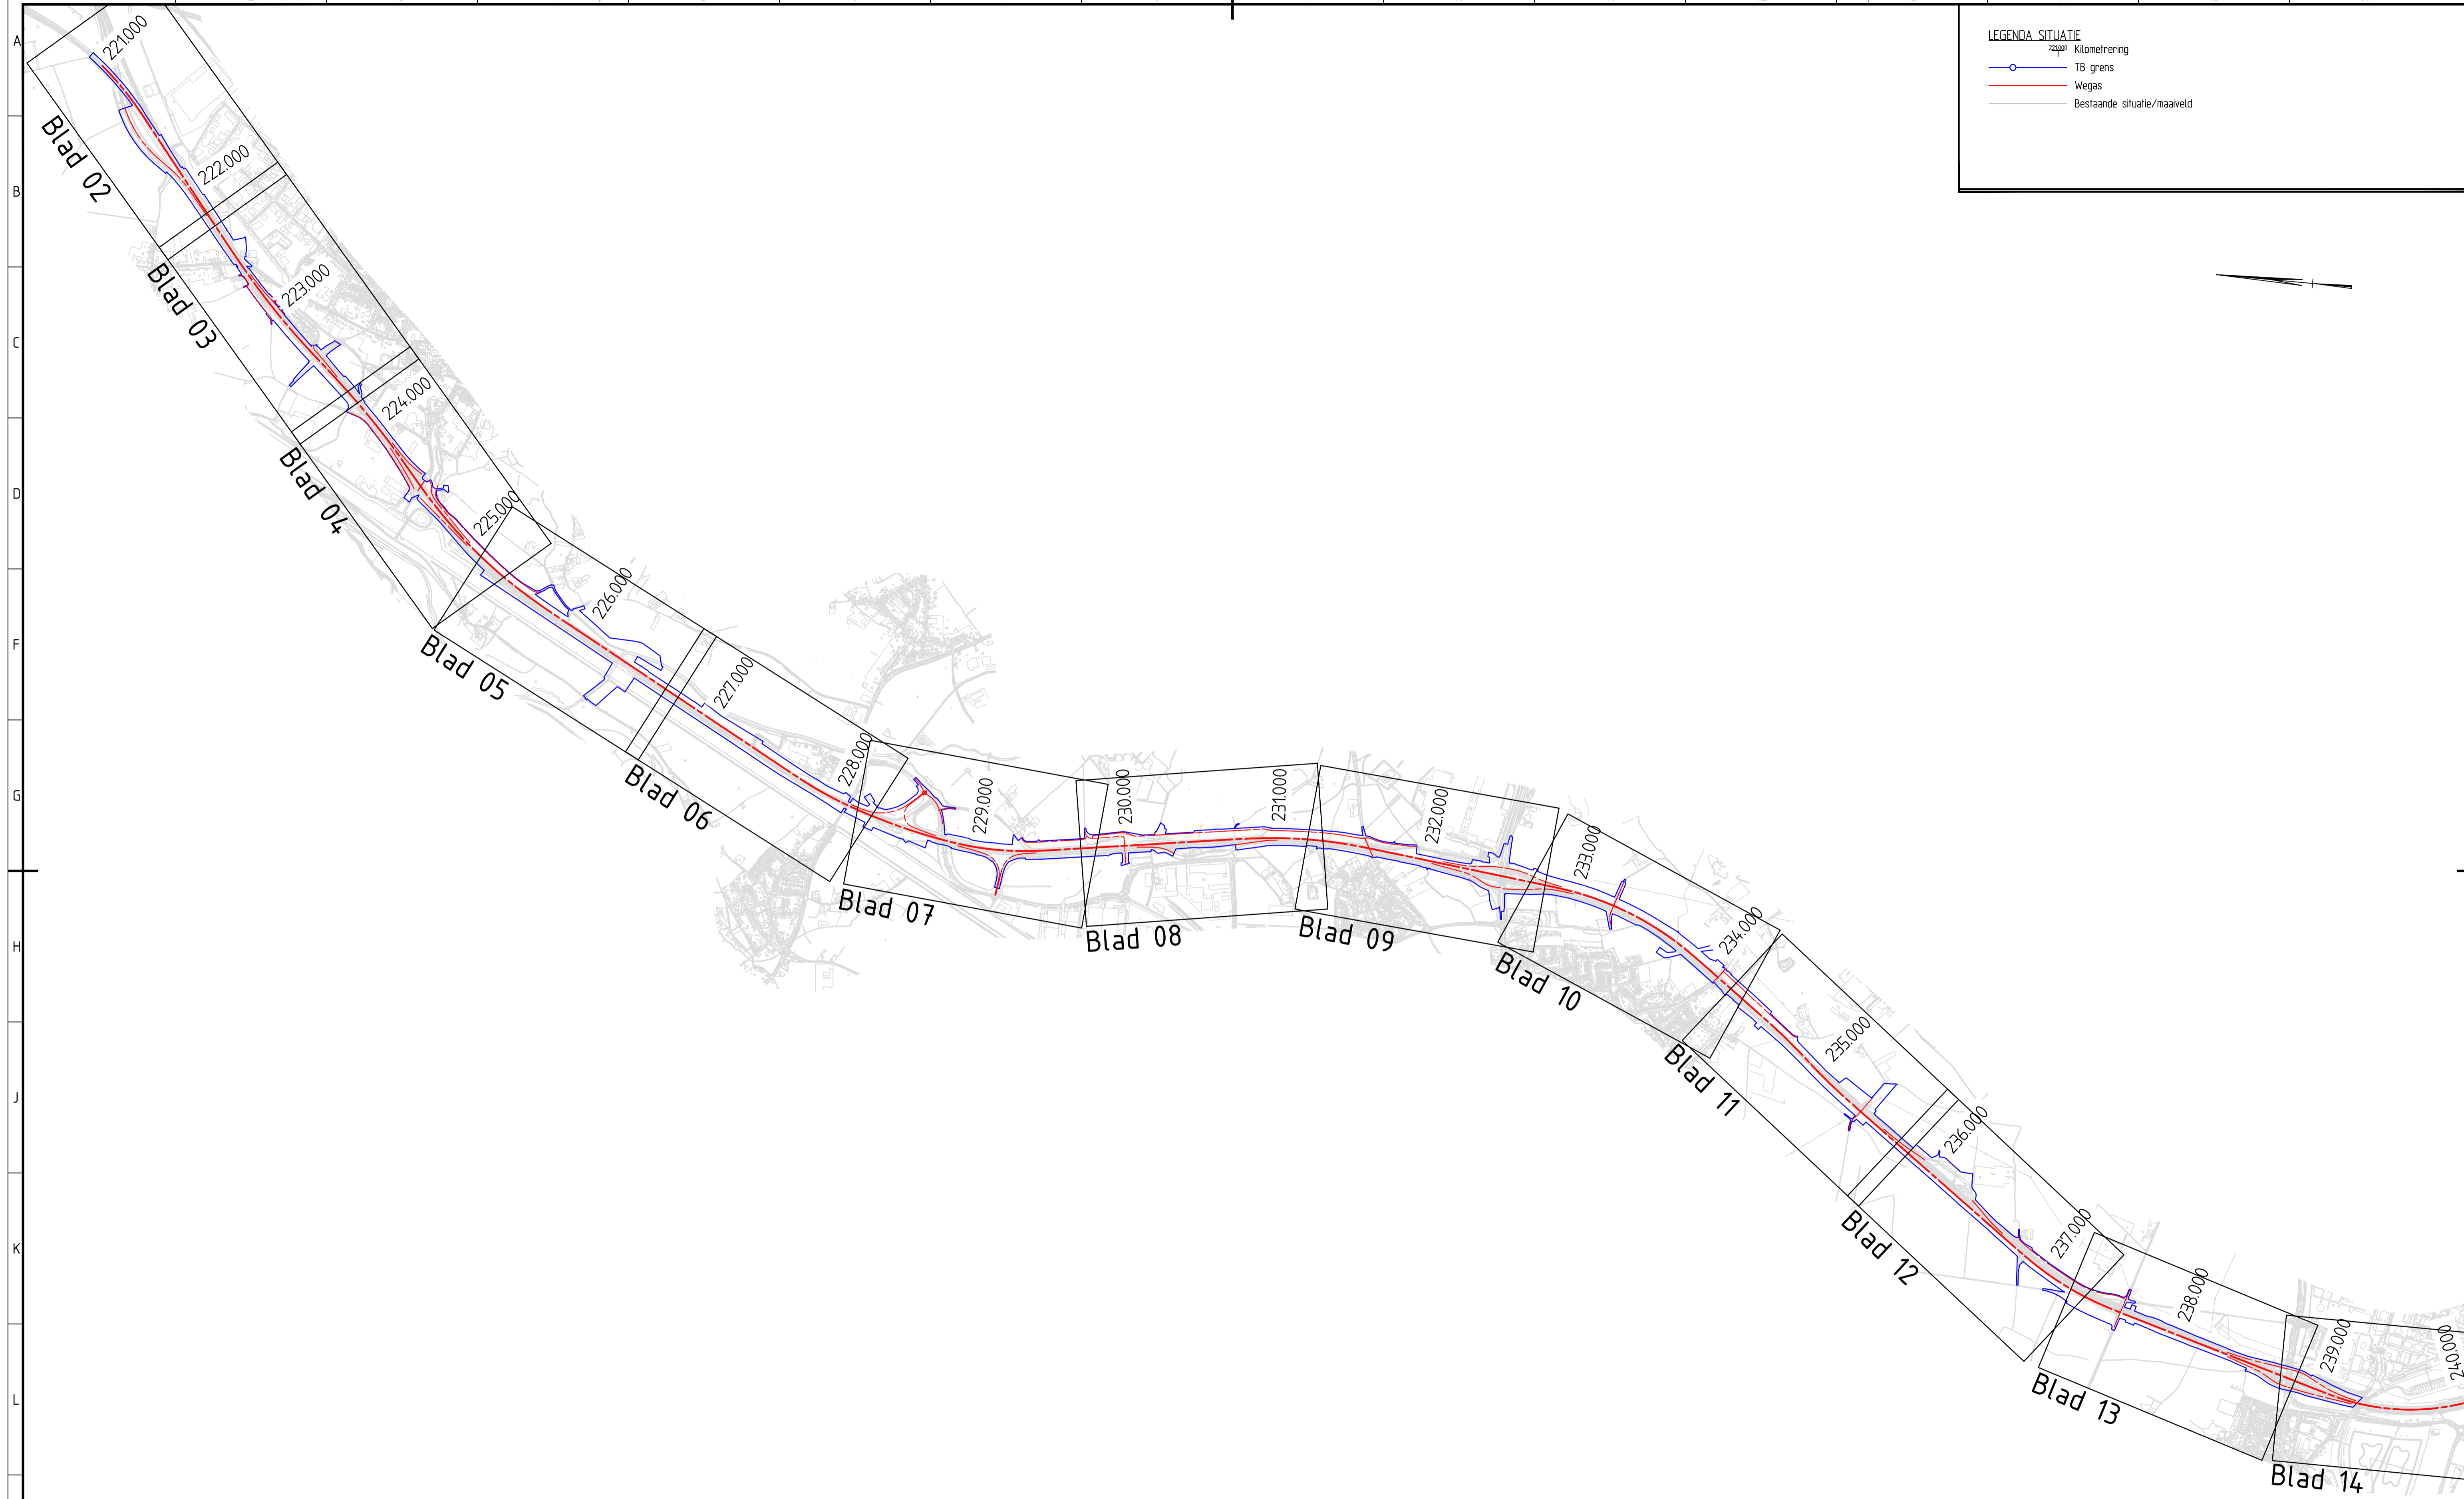 A
B
C
D
F
G
H
J
K
L
LEGENDA SITUATIE
221.000 Kilometrering
TB grens
Wegas
Bestaande situatie/maaiveld
221.000
Blad 02
222.000
Blad 03
223.000
224.000
Blad 04
225.000
226.000
Blad 05
227.000
Blad 06
228.000
229.000
Blad 07
230.000
Blad 08
231.000
232.000
Blad 09
233.000
Blad 10
234.000
Blad 11
235.000
236.000
Blad 12
237.000
238.000
Blad 13
239.000
240.000
Blad 14